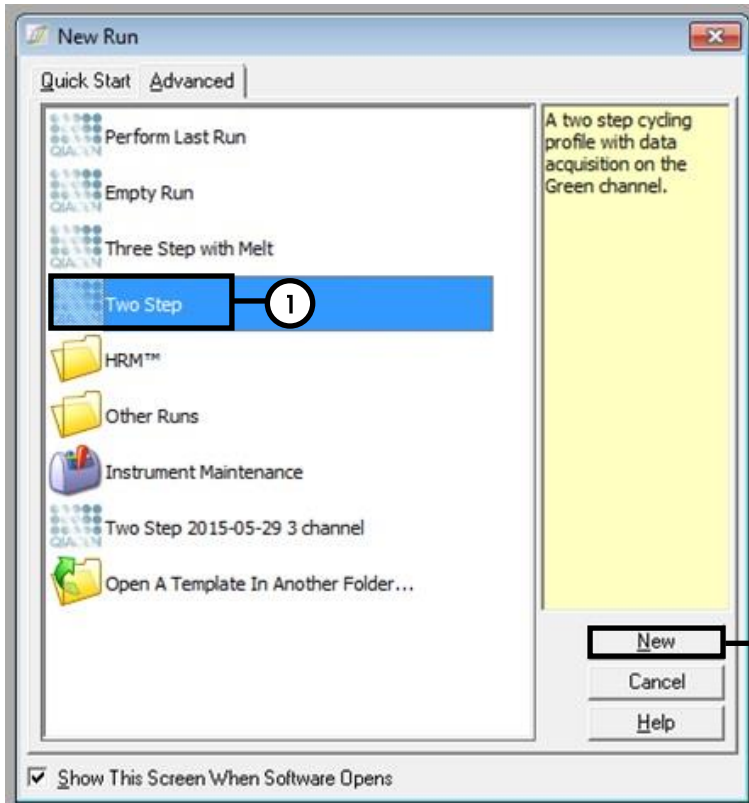 New Run
Quick Start Advanced
Perform Last Run
Empty Run
Three Step with Melt
Two Step
1
HRM™
Other Runs
Instrument Maintenance
Two Step 2015-05-29 3 channel
Open A Template In Another Folder...
A two step cycling
profile with data
acquisition on the
Green channel.
New
Cancel
Help
Show This Screen When Software Opens